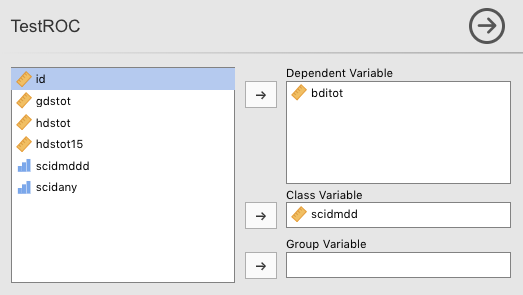 TestROC
id
gdstot
hdstot
hdstot15
scidmddd
scidany
Dependent Variable
bditot
Class Variable
scidmdd
Group Variable